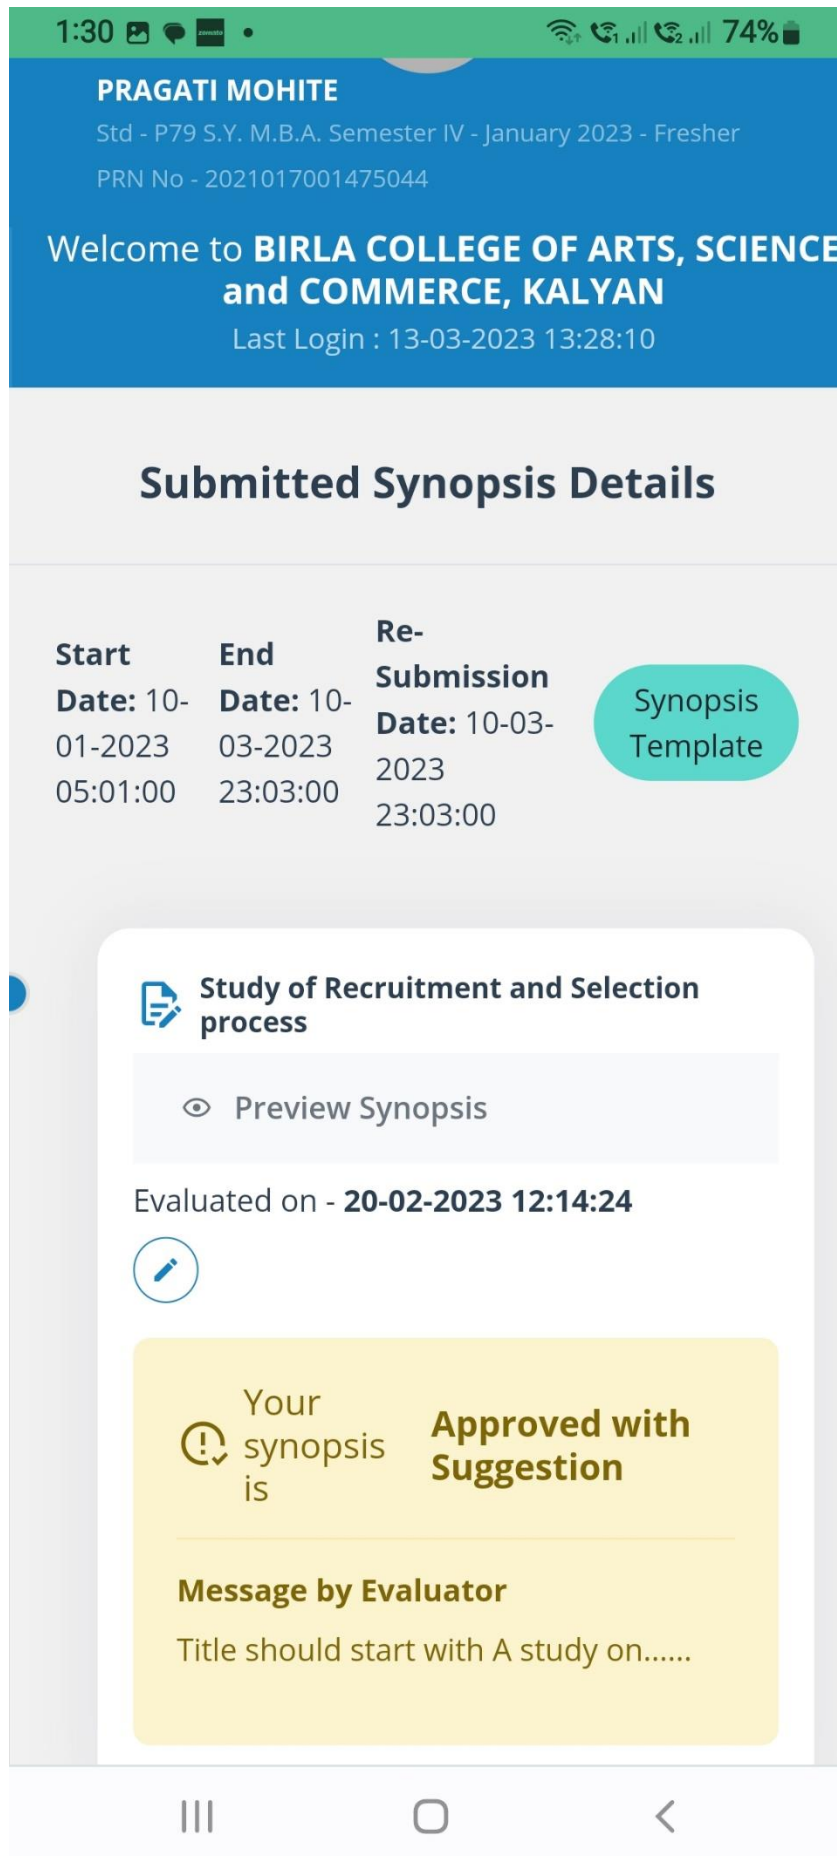 1:30
zomato
1
2
74%
PRAGATI MOHITE
Std - P79 S.Y. M.B.A. Semester IV - January 2023 - Fresher
PRN No - 2021017001475044
Welcome to BIRLA COLLEGE OF ARTS, SCIENCE
and COMMERCE, KALYAN
Last Login : 13-03-2023 13:28:10
Submitted Synopsis Details
Start
Date: 10-
01-2023
05:01:00
End
Date: 10-
03-2023
23:03:00
Re-
Submission
Date: 10-03-
2023
23:03:00
Synopsis
Template
Study of Recruitment and Selection
process
Preview Synopsis
Evaluated on - 20-02-2023 12:14:24
Your
synopsis
is
Approved with
Suggestion
Message by Evaluator
Title should start with A study on......